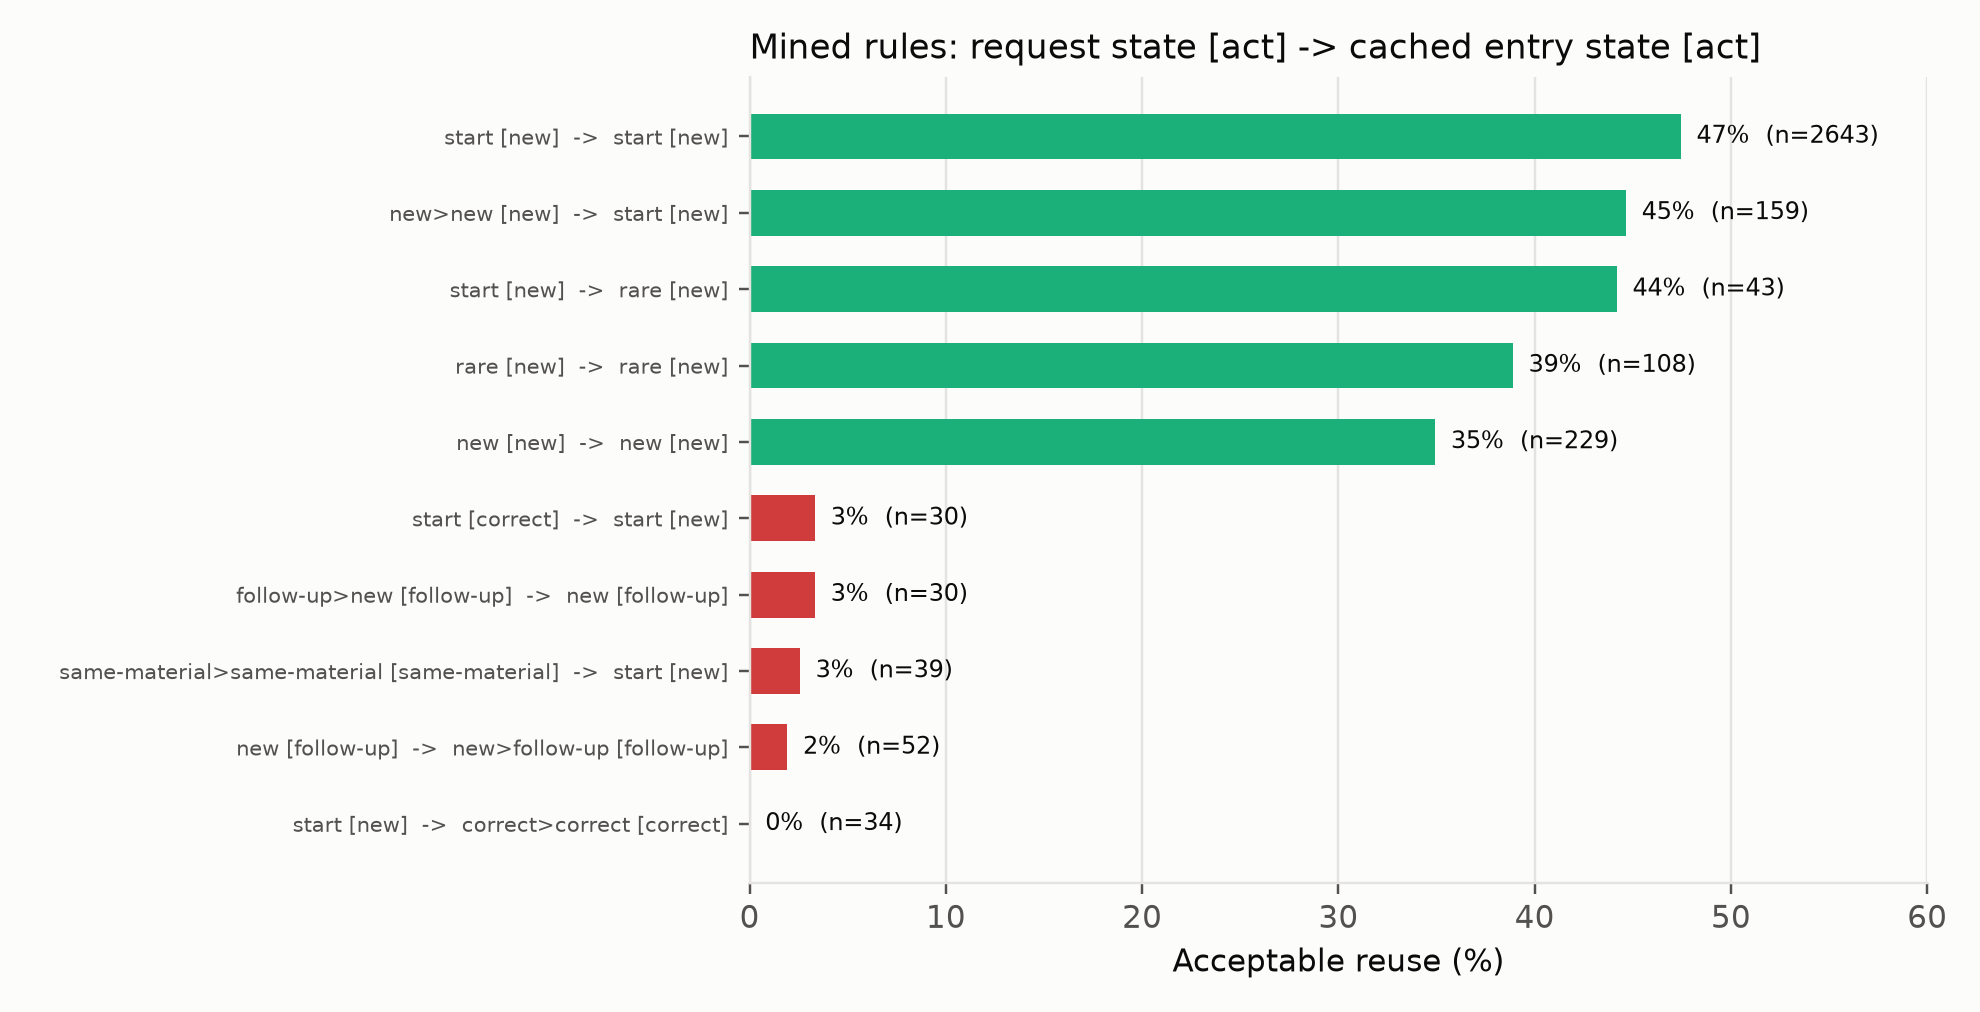 Mined rules: request state [act] -> cached entry state [act]
start [new]  ->  start [new]
47%  (n=2643)
new>new [new]  ->  start [new]
45%  (n=159)
start [new]  ->  rare [new]
44%  (n=43)
rare [new]  ->  rare [new]
39%  (n=108)
new [new]  ->  new [new]
35%  (n=229)
start [correct]  ->  start [new]
3%  (n=30)
follow-up>new [follow-up]  ->  new [follow-up]
3%  (n=30)
same-material>same-material [same-material]  ->  start [new]
3%  (n=39)
new [follow-up]  ->  new>follow-up [follow-up]
2%  (n=52)
start [new]  ->  correct>correct [correct]
0%  (n=34)
0 10 20 30 40 50 60
Acceptable reuse (%)